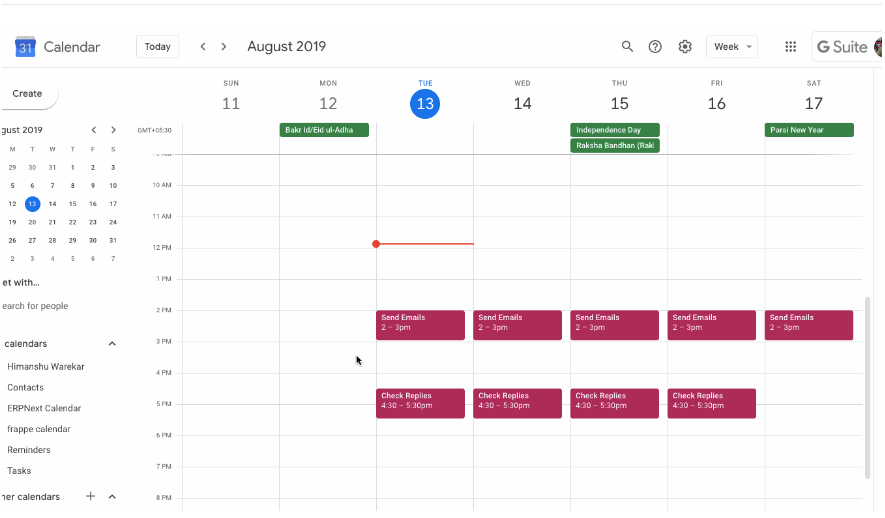 31 Calendar Today August 2019 Week G Suite
Create
SUN MON TUE WED THU FRI SAT
11 12 13 14 15 16 17
gust 2019
GMT+05:30 Bakr Id/Eid ul-Adha Independence Day Parsi New Year
Raksha Bandhan (Raki
M T W T F S
29 30 31 1 2 3
5 6 7 8 9 10
12 13 14 15 16 17
19 20 21 22 23 24
26 27 28 29 30 31
2 3 4 5 6 7
et with...
earch for people
calendars
Himanshu Warekar
Contacts
ERPNext Calendar
frappe calendar
Reminders
Tasks
ner calendars
10 AM
11 AM
12 PM
1 PM
2 PM
Send Emails Send Emails Send Emails Send Emails Send Emails
2 – 3pm 2 – 3pm 2 – 3pm 2 – 3pm 2 – 3pm
3 PM
4 PM
Check Replies Check Replies Check Replies Check Replies
4:30 – 5:30pm 4:30 – 5:30pm 4:30 – 5:30pm 4:30 – 5:30pm
5 PM
6 PM
7 PM
8 PM